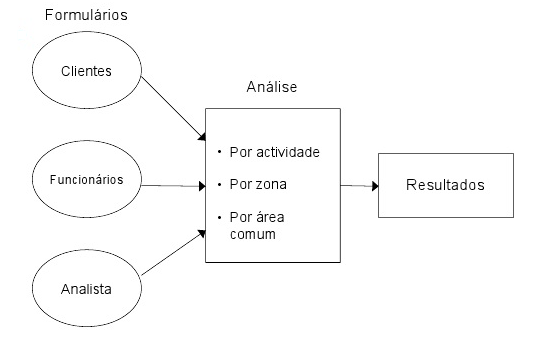 Formulários
Clientes
Funcionários
Analista
Análise
• Por actividade
• Por zona
• Por área
comum
Resultados